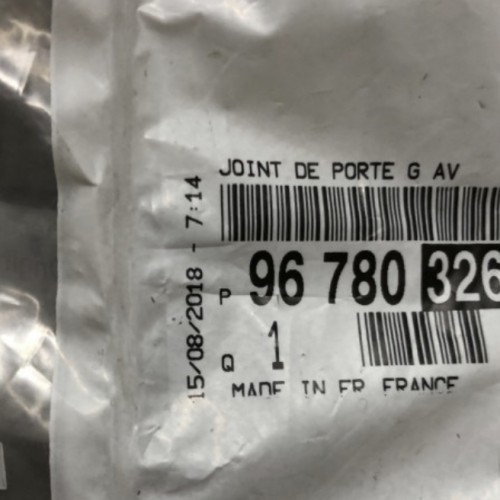 JOINT DE PORTE G AV
P 96 780 326
Q 1
MADE IN FR FRANCE
15/08/2018 - 7:14